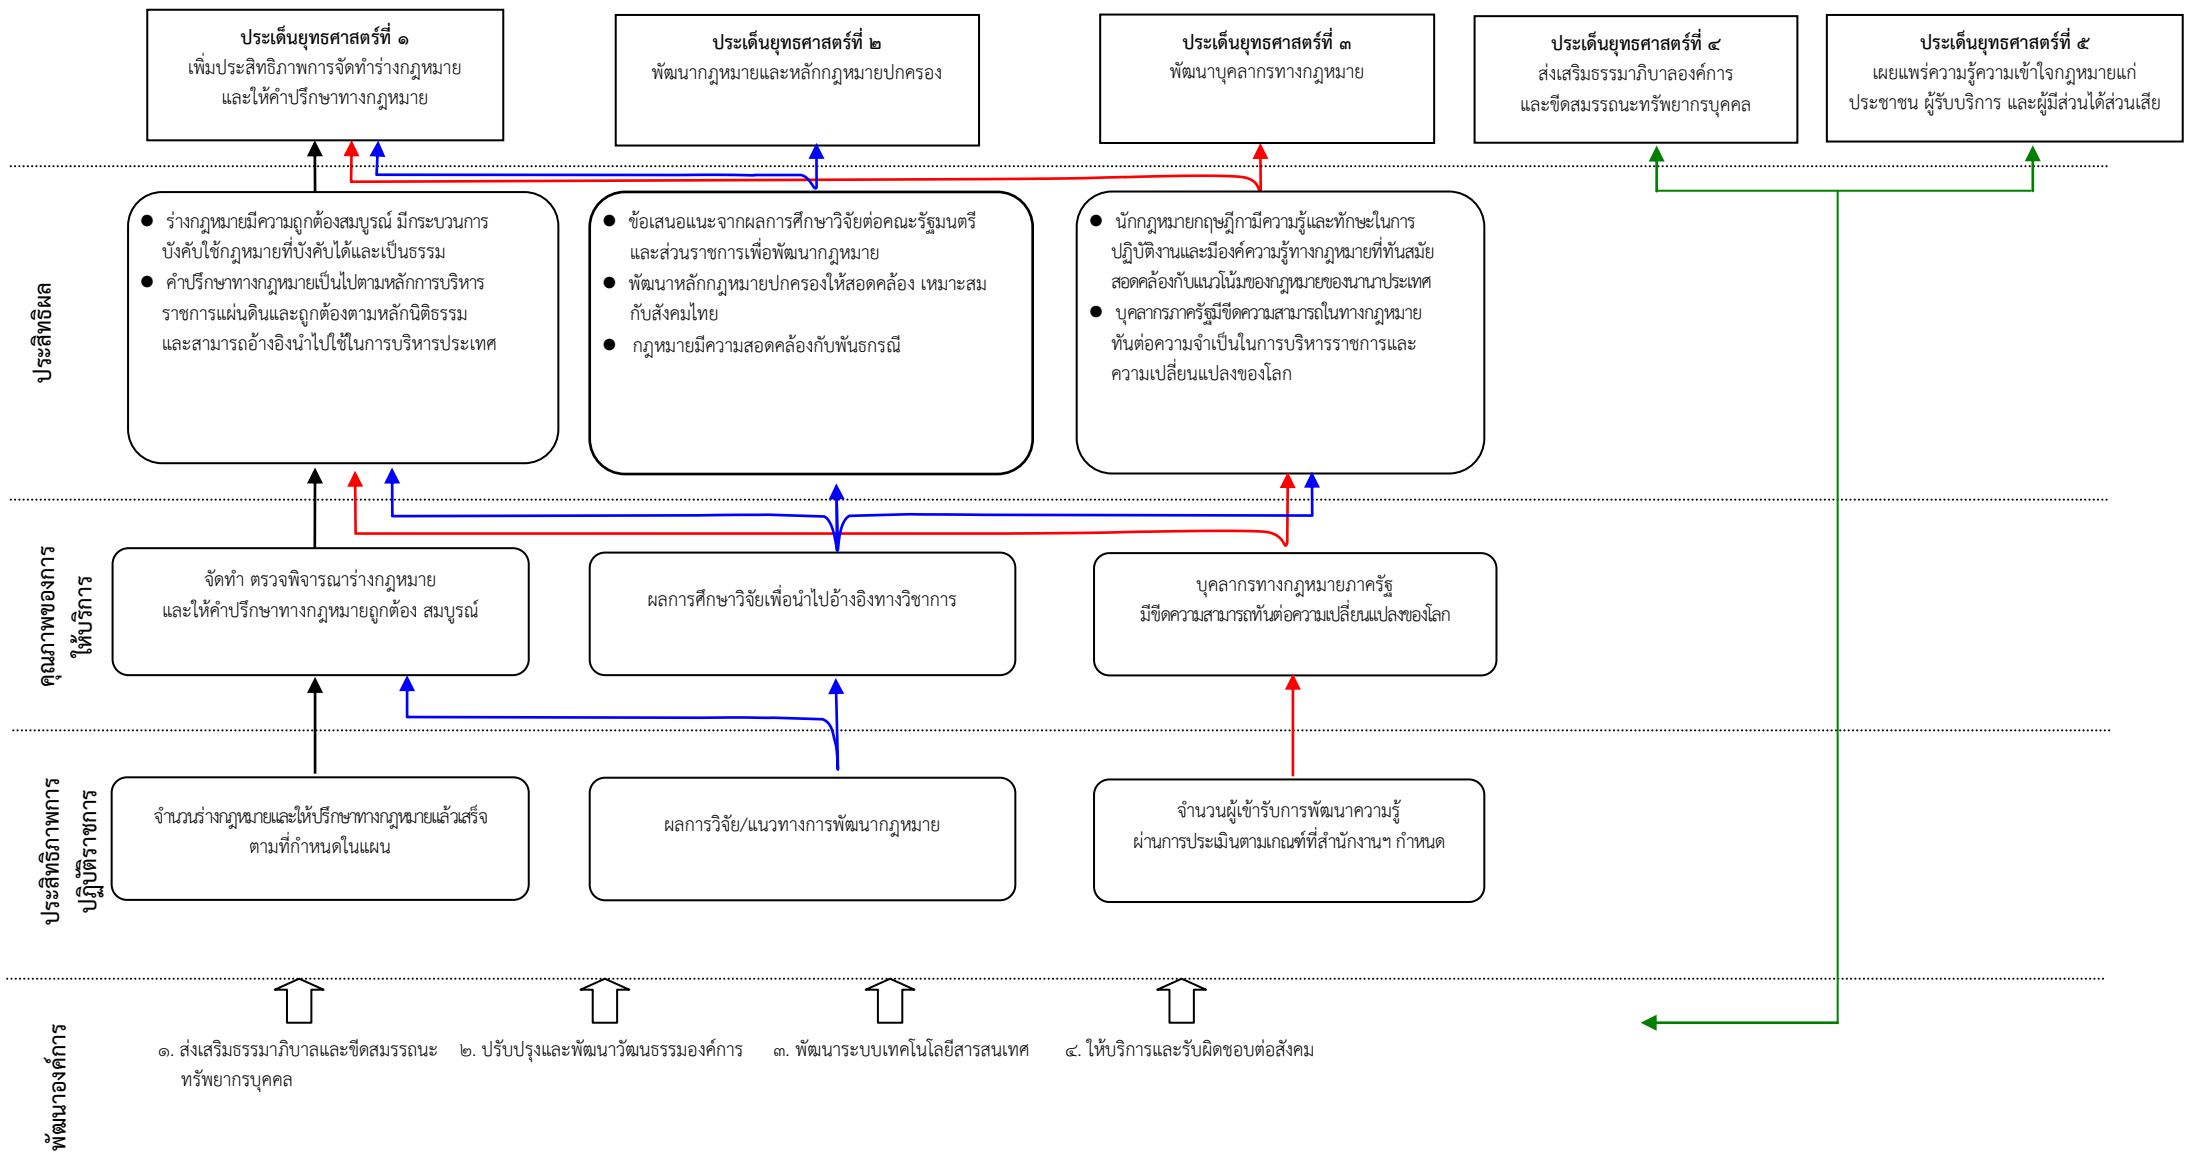 ประเด็นยุทธศาสตร์ที่ ๑
เพิ่มประสิทธิภาพการจัดทำร่างกฎหมาย
และให้คำปรึกษาทางกฎหมาย
ประเด็นยุทธศาสตร์ที่ ๒
พัฒนากฎหมายและหลักกฎหมายปกครอง
ประเด็นยุทธศาสตร์ที่ ๓
พัฒนาบุคลากรทางกฎหมาย
ประเด็นยุทธศาสตร์ที่ ๔
ส่งเสริมธรรมาภิบาลองค์การ
และขีดสมรรถนะทรัพยากรบุคคล
ประเด็นยุทธศาสตร์ที่ ๕
เผยแพร่ความรู้ความเข้าใจกฎหมายแก่
ประชาชน ผู้รับบริการ และผู้มีส่วนได้ส่วนเสีย
ประสิทธิผล
● ร่างกฎหมายมีความถูกต้องสมบูรณ์ มีกระบวนการ
บังคับใช้กฎหมายที่บังคับได้และเป็นธรรม
● คำปรึกษาทางกฎหมายเป็นไปตามหลักการบริหาร
ราชการแผ่นดินและถูกต้องตามหลักนิติธรรม
และสามารถอ้างอิงนำไปใช้ในการบริหารประเทศ
● ข้อเสนอแนะจากผลการศึกษาวิจัยต่อคณะรัฐมนตรี
และส่วนราชการเพื่อพัฒนากฎหมาย
● พัฒนาหลักกฎหมายปกครองให้สอดคล้อง เหมาะสม
กับสังคมไทย
● กฎหมายมีความสอดคล้องกับพันธกรณี
● นักกฎหมายกฤษฎีกามีความรู้และทักษะในการ
ปฏิบัติงานและมีองค์ความรู้ทางกฎหมายที่ทันสมัย
สอดคล้องกับแนวโน้มของกฎหมายของนานาประเทศ
● บุคลากรภาครัฐมีขีดความสามารถในทางกฎหมาย
ทันต่อความจำเป็นในการบริหารราชการและ
ความเปลี่ยนแปลงของโลก
คุณภาพของการ
ให้บริการ
จัดทำ ตรวจพิจารณาร่างกฎหมาย
และให้คำปรึกษาทางกฎหมายถูกต้อง สมบูรณ์
ผลการศึกษาวิจัยเพื่อนำไปอ้างอิงทางวิชาการ
บุคลากรทางกฎหมายภาครัฐ
มีขีดความสามารถทันต่อความเปลี่ยนแปลงของโลก
ประสิทธิภาพการ
ปฏิบัติราชการ
จำนวนร่างกฎหมายและให้ปรึกษาทางกฎหมายแล้วเสร็จ
ตามที่กำหนดในแผน
ผลการวิจัย/แนวทางการพัฒนากฎหมาย
จำนวนผู้เข้ารับการพัฒนาความรู้
ผ่านการประเมินตามเกณฑ์ที่สำนักงานฯ กำหนด
พัฒนาองค์การ
๑. ส่งเสริมธรรมาภิบาลและขีดสมรรถนะ
ทรัพยากรบุคคล
๒. ปรับปรุงและพัฒนาวัฒนธรรมองค์การ
๓. พัฒนาระบบเทคโนโลยีสารสนเทศ
๔. ให้บริการและรับผิดชอบต่อสังคม